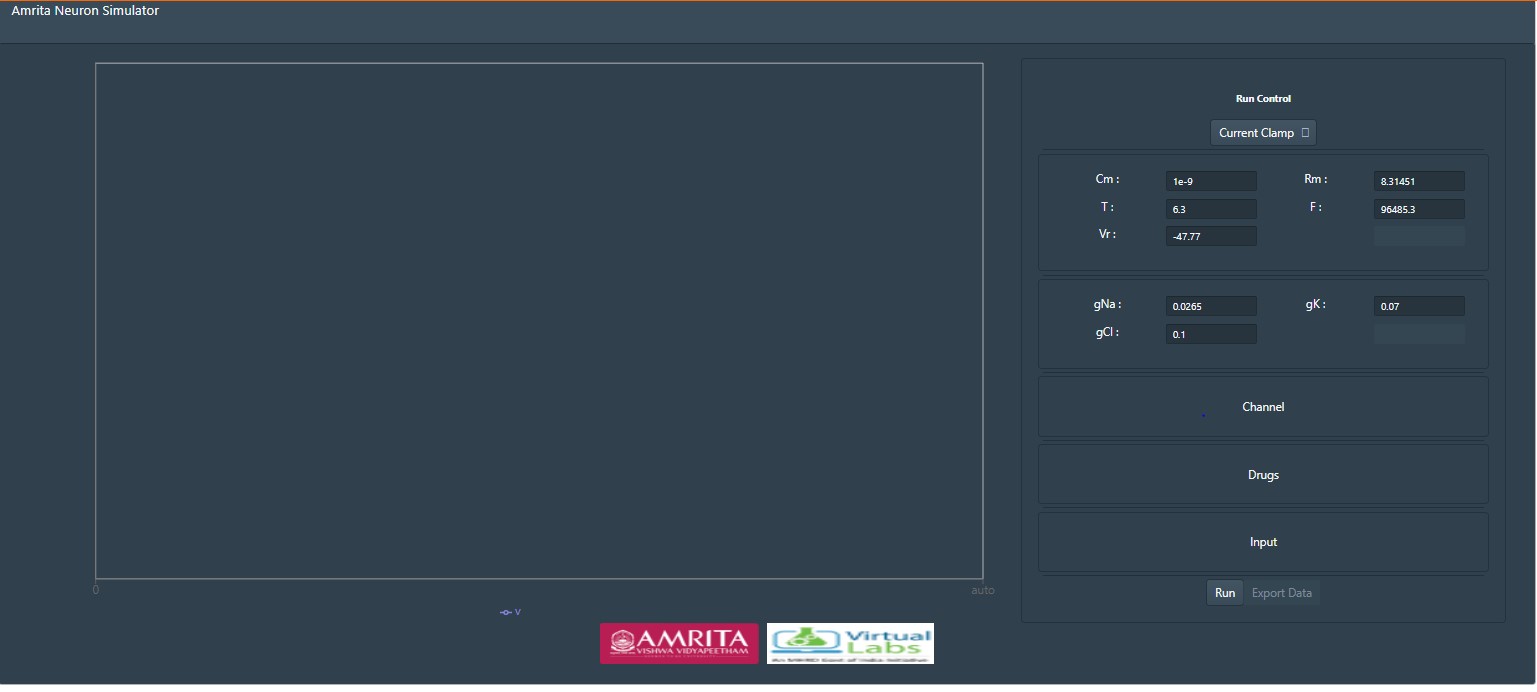 Amrita Neuron Simulator
Run Control
Current Clamp
Cm : 1e-9 Rm : 8.31451
T : 6.3 F : 96485.3
Vr : -47.77
gNa : 0.0265 gK : 0.07
gCl : 0.1
Channel
Drugs
Input
Run Export Data
0 auto
V
AMRITA
VISHWA VIDYAPEETHAM
Virtual
Labs
An MHRD Govt of India Initiative